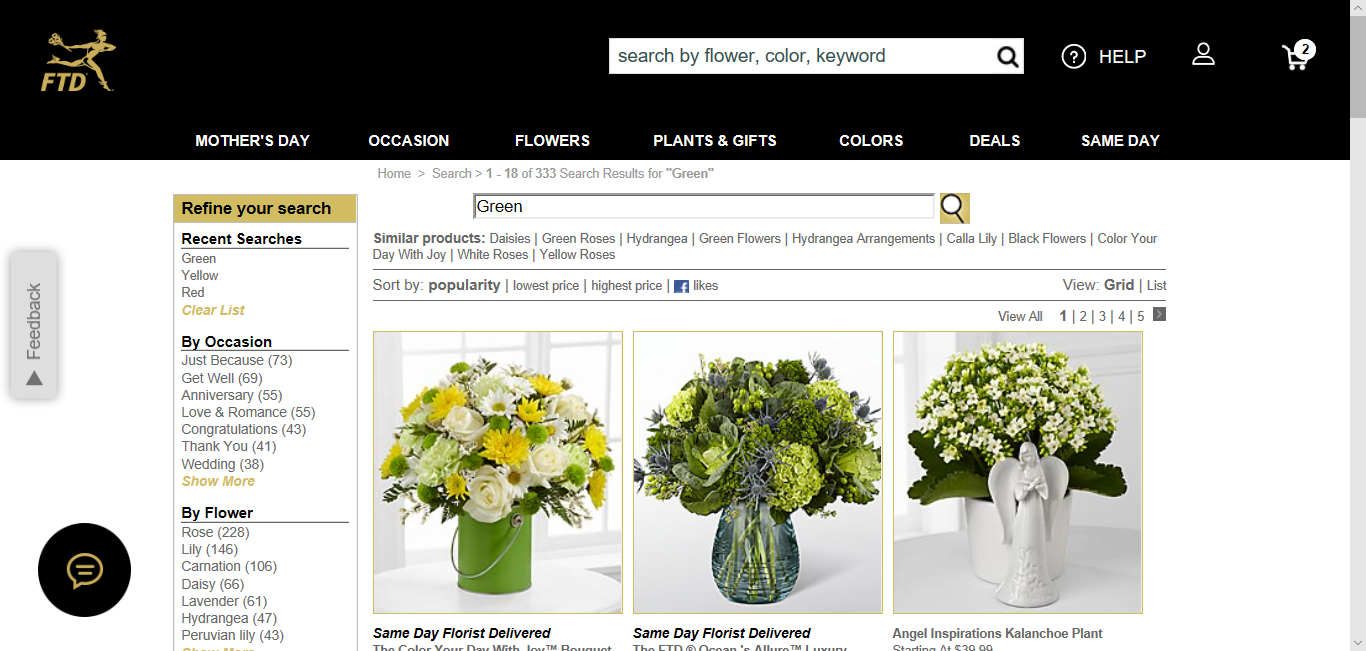 FTD
search by flower, color, keyword
? HELP
2
MOTHER'S DAY OCCASION FLOWERS PLANTS & GIFTS COLORS DEALS SAME DAY
Home > Search > 1 - 18 of 333 Search Results for "Green"
Refine your search
Recent Searches
Green
Yellow
Red
Clear List
By Occasion
Just Because (73)
Get Well (69)
Anniversary (55)
Love & Romance (55)
Congratulations (43)
Thank You (41)
Wedding (38)
Show More
By Flower
Rose (228)
Lily (146)
Carnation (106)
Daisy (66)
Lavender (61)
Hydrangea (47)
Peruvian lily (43)
Show More
Feedback
Green
Similar products: Daisies | Green Roses | Hydrangea | Green Flowers | Hydrangea Arrangements | Calla Lily | Black Flowers | Color Your
Day With Joy | White Roses | Yellow Roses
Sort by: popularity | lowest price | highest price | f likes
View: Grid | List
View All 1 | 2 | 3 | 4 | 5 >
Same Day Florist Delivered
The Color Your Day With Joy™ Bouquet
Same Day Florist Delivered
The FTD ® Ocean 's Allure™ Luxury
Angel Inspirations Kalanchoe Plant
Starting At $39.99